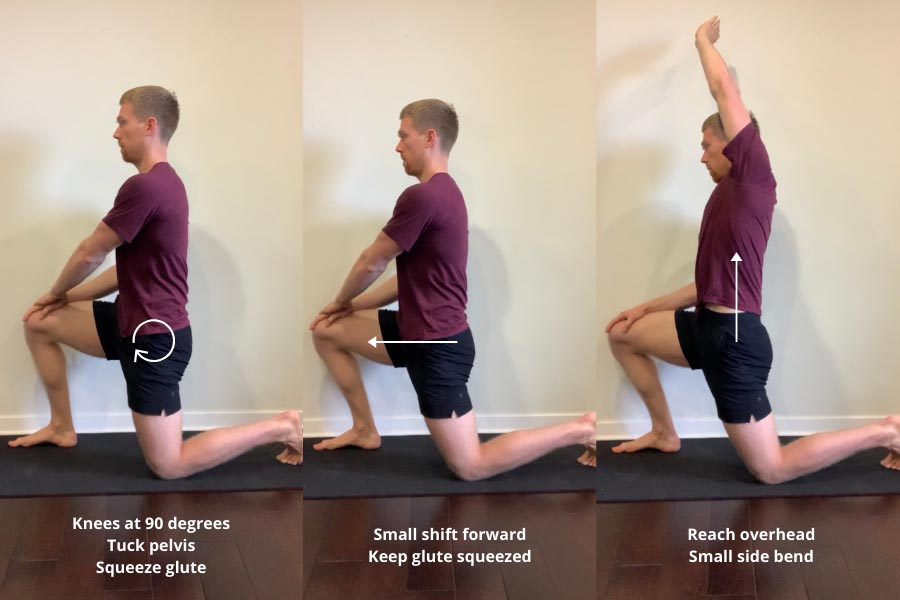 Knees at 90 degrees
Tuck pelvis
Squeeze glute
Small shift forward
Keep glute squeezed
Reach overhead
Small side bend